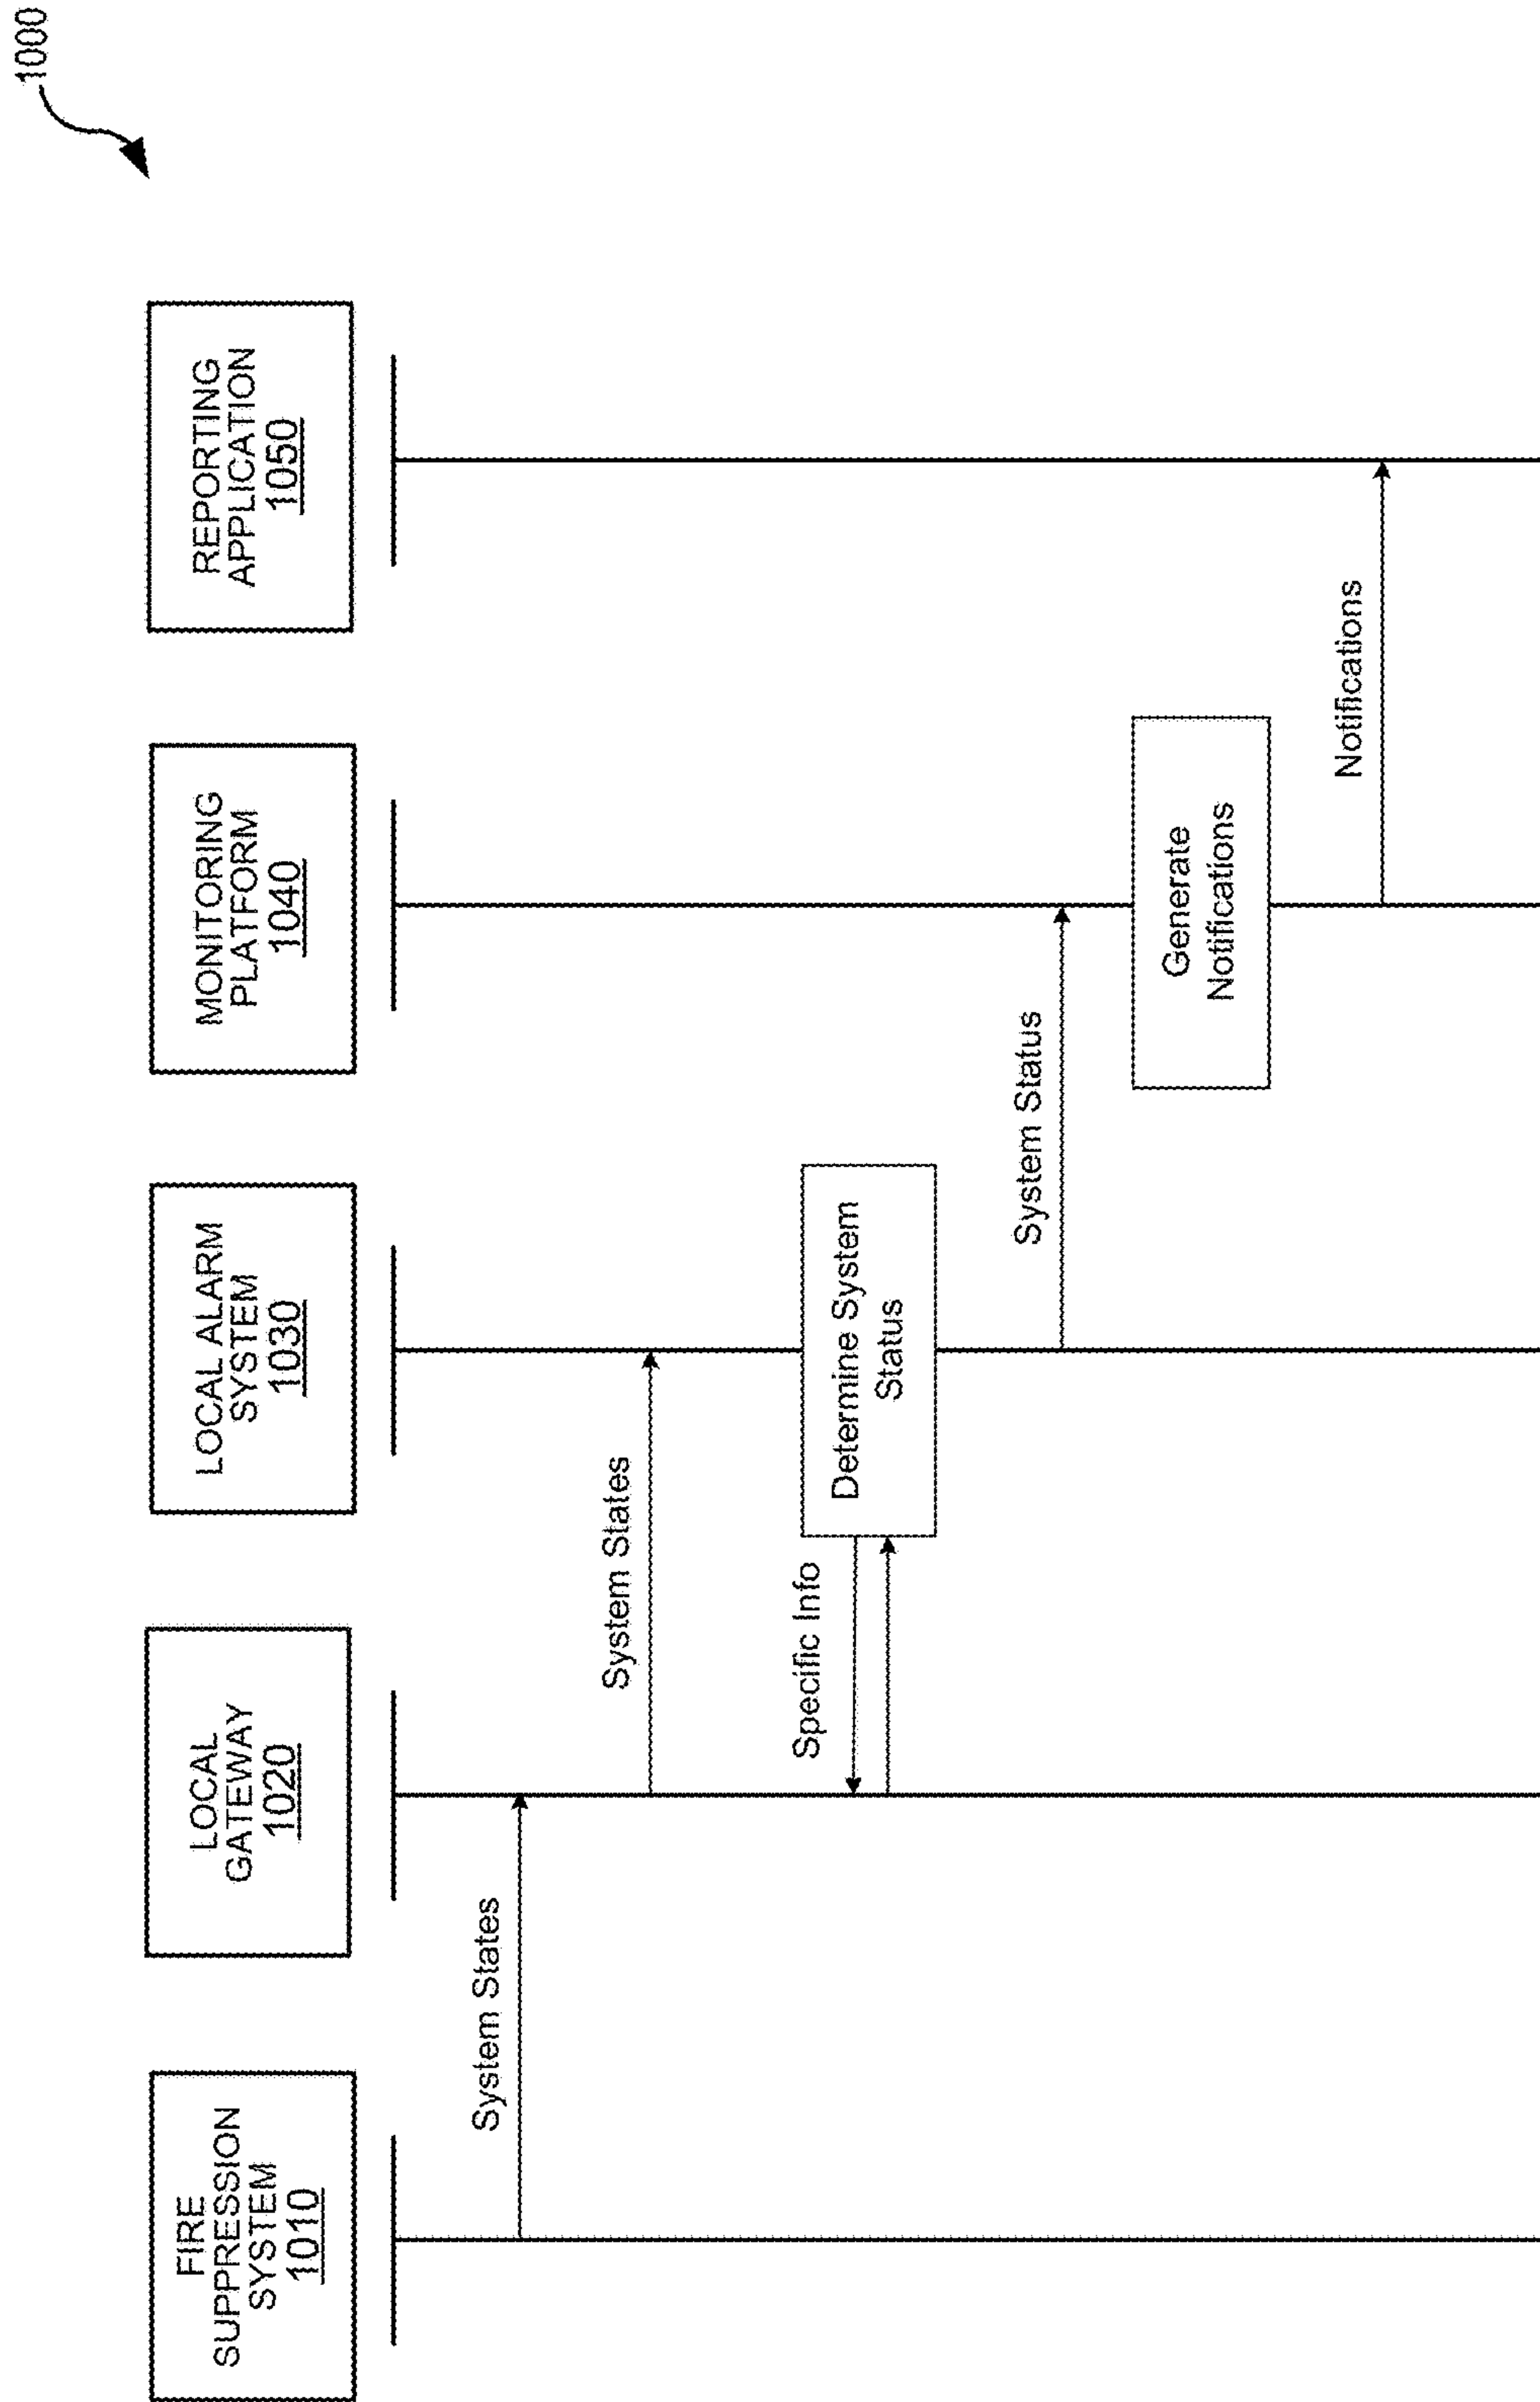 1000
FIRE
SUPPRESSION
SYSTEM
1010
LOCAL
GATEWAY
1020
LOCAL ALARM
SYSTEM
1030
MONITORING
PLATFORM
1040
REPORTING
APPLICATION
1050
System States
System States
Specific Info
Determine System
Status
System Status
Generate
Notifications
Notifications